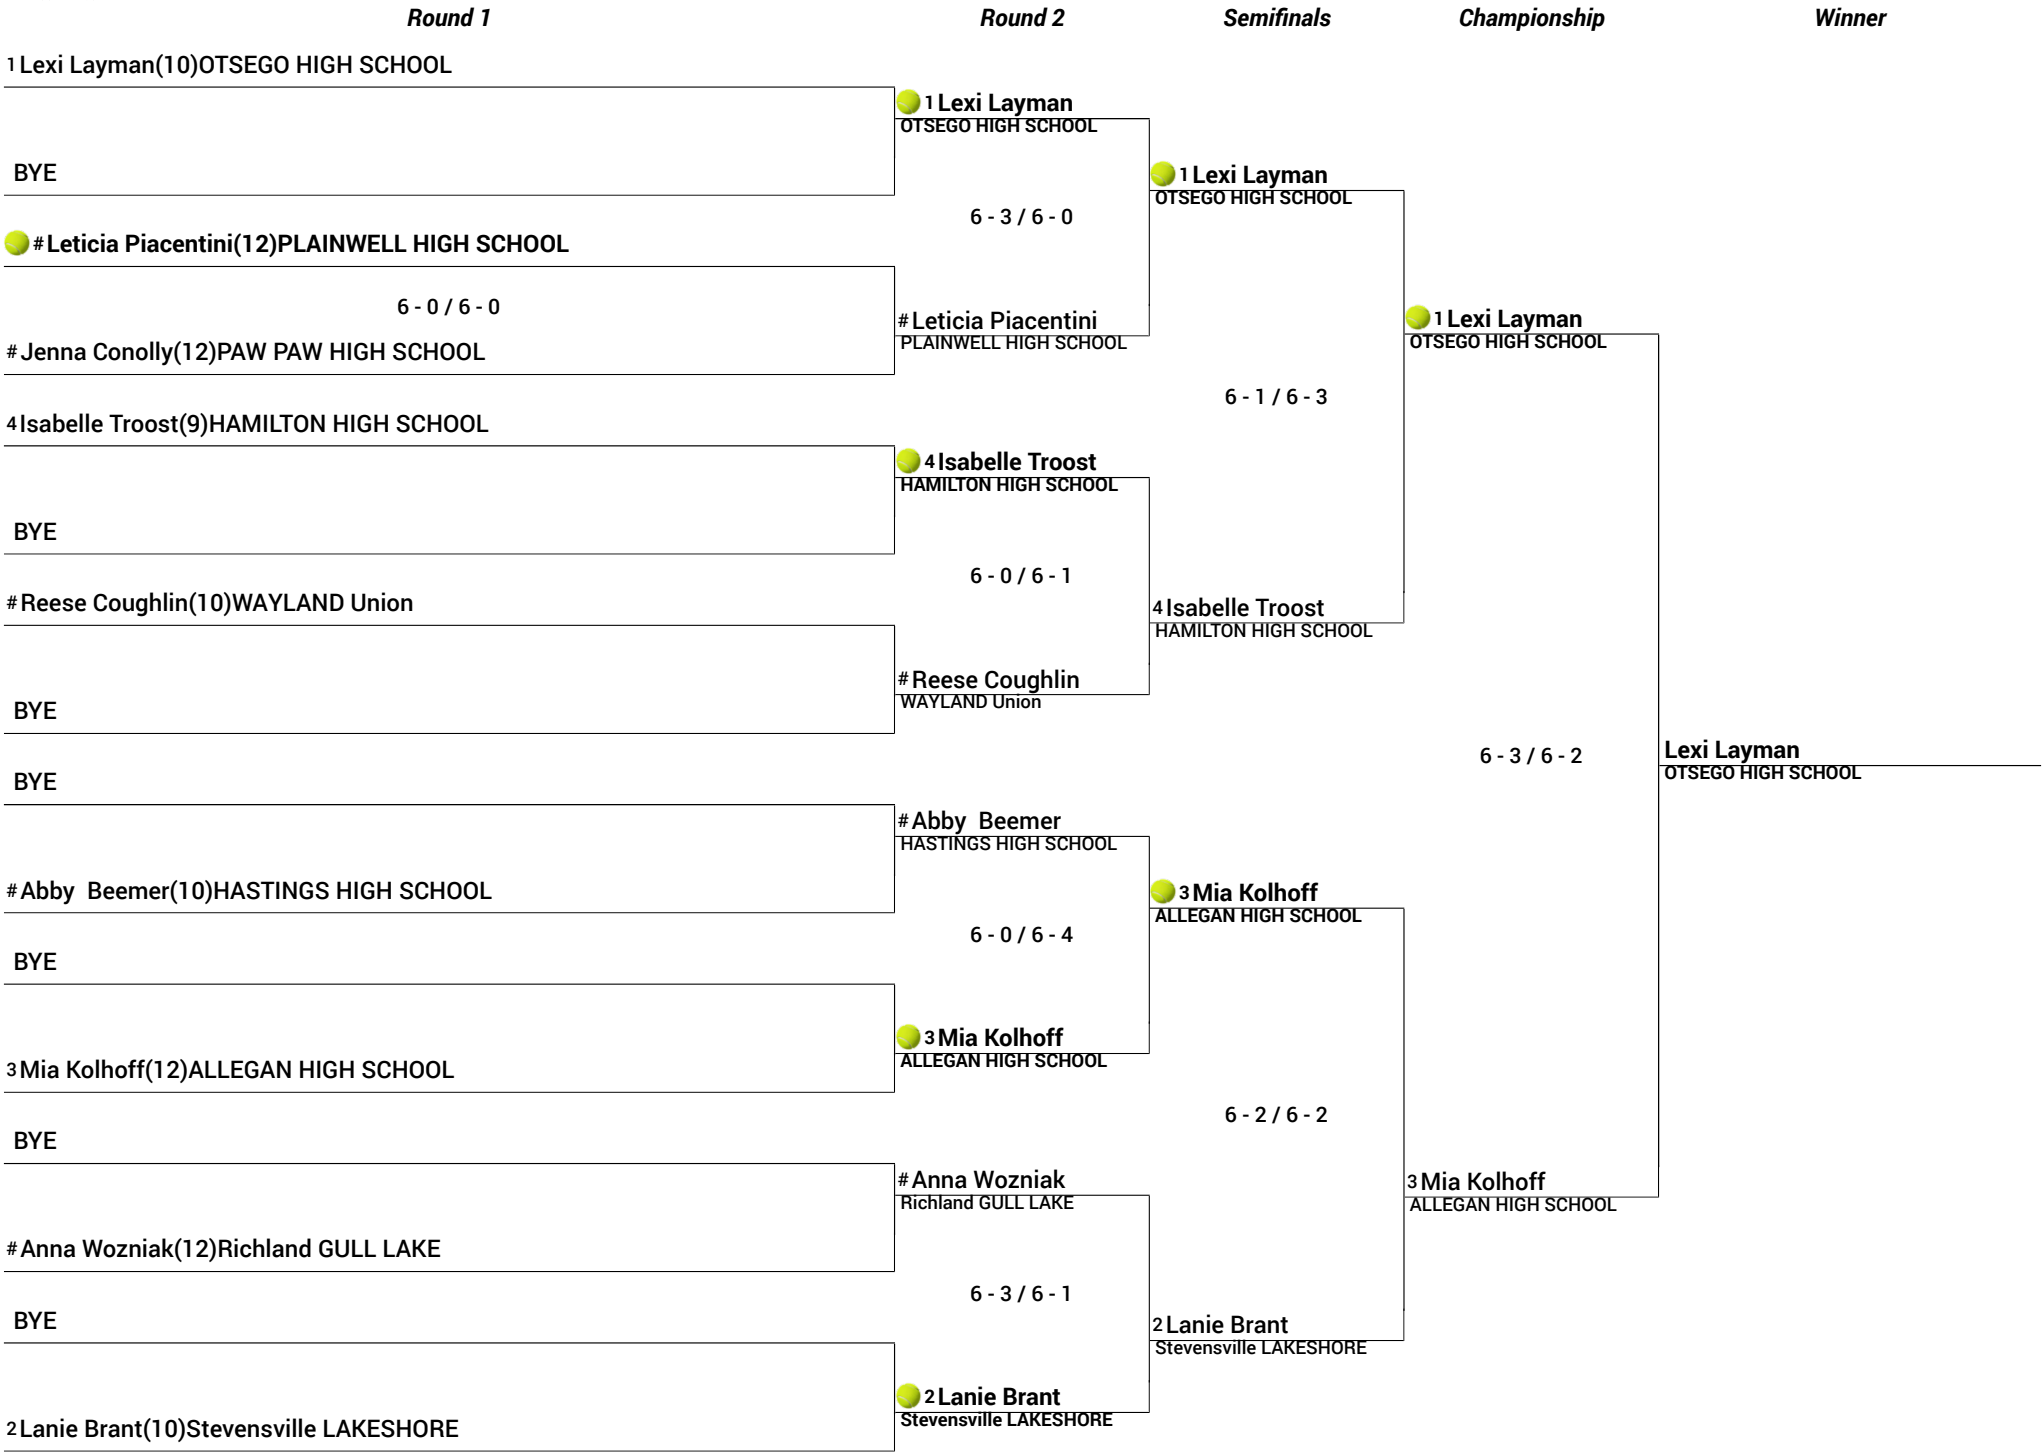 Round 1
Round 2
Semifinals
Championship
Winner
1 Lexi Layman(10)OTSEGO HIGH SCHOOL
BYE
# Leticia Piacentini(12)PLAINWELL HIGH SCHOOL
6 - 0 / 6 - 0
# Jenna Conolly(12)PAW PAW HIGH SCHOOL
4 Isabelle Troost(9)HAMILTON HIGH SCHOOL
BYE
# Reese Coughlin(10)WAYLAND Union
BYE
BYE
# Abby  Beemer(10)HASTINGS HIGH SCHOOL
BYE
3 Mia Kolhoff(12)ALLEGAN HIGH SCHOOL
BYE
# Anna Wozniak(12)Richland GULL LAKE
BYE
2 Lanie Brant(10)Stevensville LAKESHORE
1 Lexi Layman
OTSEGO HIGH SCHOOL
6 - 3 / 6 - 0
# Leticia Piacentini
PLAINWELL HIGH SCHOOL
4 Isabelle Troost
HAMILTON HIGH SCHOOL
6 - 0 / 6 - 1
# Reese Coughlin
WAYLAND Union
# Abby  Beemer
HASTINGS HIGH SCHOOL
6 - 0 / 6 - 4
3 Mia Kolhoff
ALLEGAN HIGH SCHOOL
# Anna Wozniak
Richland GULL LAKE
6 - 3 / 6 - 1
2 Lanie Brant
Stevensville LAKESHORE
1 Lexi Layman
OTSEGO HIGH SCHOOL
6 - 1 / 6 - 3
4 Isabelle Troost
HAMILTON HIGH SCHOOL
3 Mia Kolhoff
ALLEGAN HIGH SCHOOL
6 - 2 / 6 - 2
2 Lanie Brant
Stevensville LAKESHORE
1 Lexi Layman
OTSEGO HIGH SCHOOL
6 - 3 / 6 - 2
3 Mia Kolhoff
ALLEGAN HIGH SCHOOL
Lexi Layman
OTSEGO HIGH SCHOOL